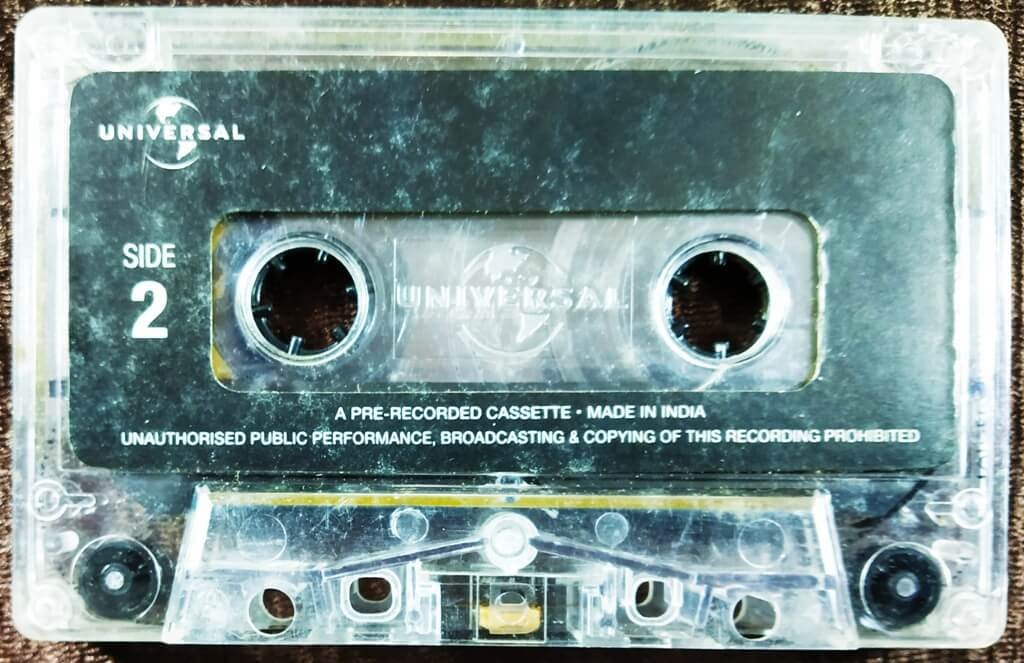 UNIVERSAL
SIDE
2
UNIVERSAL
A PRE-RECORDED CASSETTE • MADE IN INDIA
UNAUTHORISED PUBLIC PERFORMANCE, BROADCASTING & COPYING OF THIS RECORDING PROHIBITED